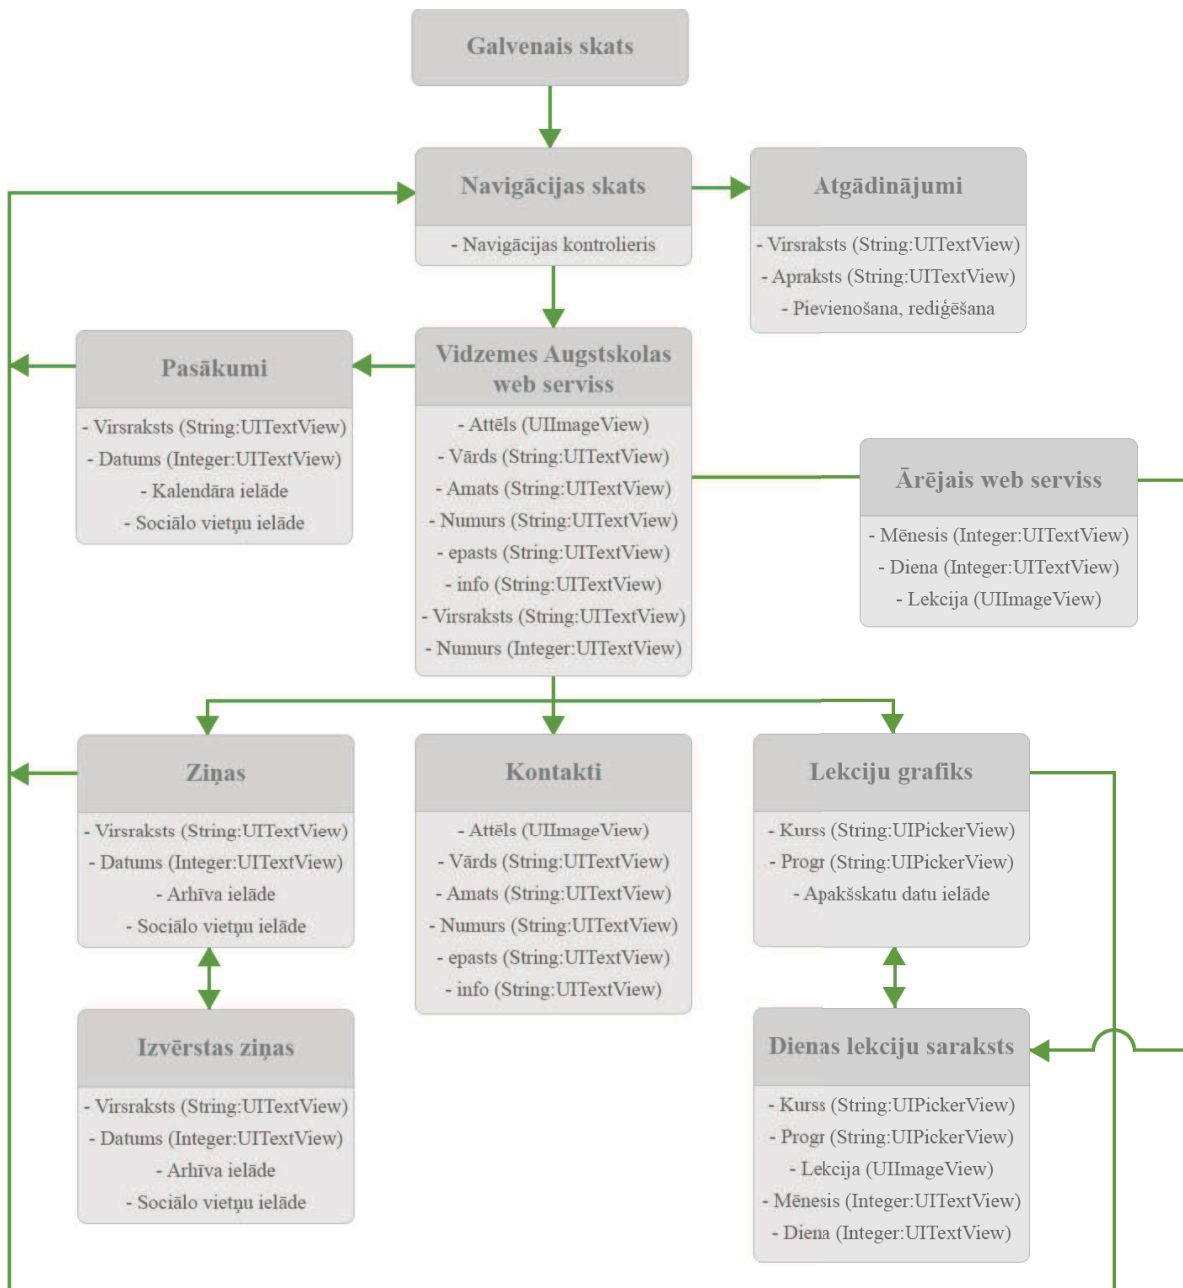 Galvenais skats
Navigācijas skats
- Navigācijas kontrolieris
Atgādinājumi
- Virsraksts (String:UITextView)
- Apraksts (String:UITextView)
- Pievienošana, rediģēšana
Pasākumi
- Virsraksts (String:UITextView)
- Datums (Integer:UITextView)
- Kalendāra ielāde
- Sociālo vietņu ielāde
Vidzemes Augstskolas
web serviss
- Attēls (UIImageView)
- Vārds (String:UITextView)
- Amats (String:UITextView)
- Numurs (String:UITextView)
- epasts (String:UITextView)
- info (String:UITextView)
- Virsraksts (String:UITextView)
- Numurs (Integer:UITextView)
Ārējais web serviss
- Mēnesis (Integer:UITextView)
- Diena (Integer:UITextView)
- Lekcija (UIImageView)
Ziņas
- Virsraksts (String:UITextView)
- Datums (Integer:UITextView)
- Arhīva ielāde
- Sociālo vietņu ielāde
Kontakti
- Attēls (UIImageView)
- Vārds (String:UITextView)
- Amats (String:UITextView)
- Numurs (String:UITextView)
- epasts (String:UITextView)
- info (String:UITextView)
Lekciju grafiks
- Kurss (String:UIPickerView)
- Progr (String:UIPickerView)
- Apakšskatu datu ielāde
Izvērstas ziņas
- Virsraksts (String:UITextView)
- Datums (Integer:UITextView)
- Arhīva ielāde
- Sociālo vietņu ielāde
Dienas lekciju saraksts
- Kurss (String:UIPickerView)
- Progr (String:UIPickerView)
- Lekcija (UIImageView)
- Mēnesis (Integer:UITextView)
- Diena (Integer:UITextView)